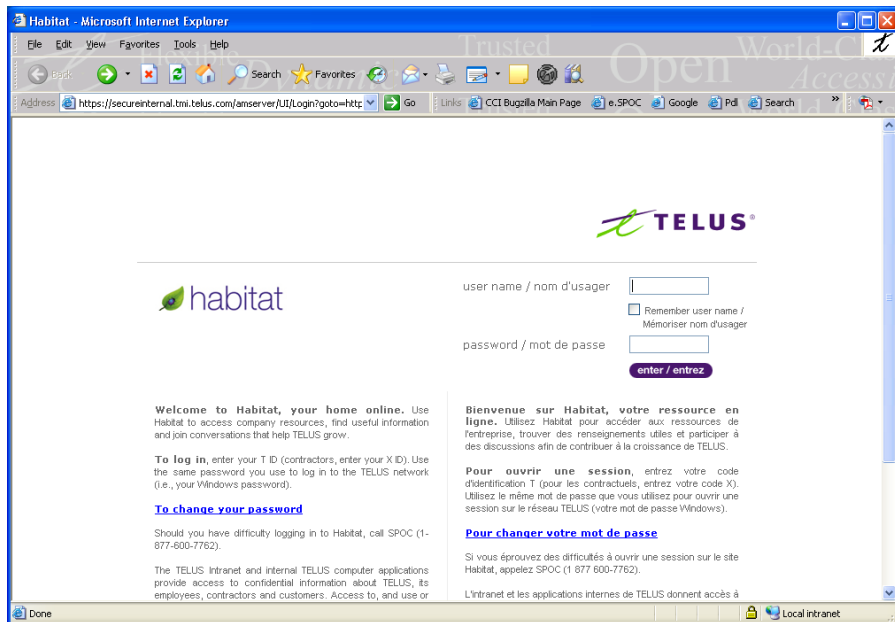 Habitat - Microsoft Internet Explorer
File Edit View Favorites Tools Help
Trusted
Open
World-C
Dynamic
Accessi
Search Favorites
Address https://secureinternal.tmi.telus.com/amserver/UI/Login?goto=http Go Links CCI Bugzilla Main Page e.SPOC Google Pdl Search »
TELUS®
habitat
user name / nom d'usager
Remember user name /
Mémoriser nom d'usager
password / mot de passe
enter / entrez
Welcome to Habitat, your home online. Use
Habitat to access company resources, find useful information
and join conversations that help TELUS grow.
To log in, enter your T ID (contractors, enter your X ID). Use
the same password you use to log in to the TELUS network
(i.e., your Windows password).
To change your password
Should you have difficulty logging in to Habitat, call SPOC (1-
877-600-7762).
The TELUS Intranet and internal TELUS computer applications
provide access to confidential information about TELUS, its
employees, contractors and customers. Access to, and use or
Bienvenue sur Habitat, votre ressource en
ligne. Utilisez Habitat pour accéder aux ressources de
l'entreprise, trouver des renseignements utiles et participer à
des discussions afin de contribuer à la croissance de TELUS.
Pour ouvrir une session, entrez votre code
d'identification T (pour les contractuels, entrez votre code X).
Utilisez le même mot de passe que vous utilisez pour ouvrir une
session sur le réseau TELUS (votre mot de passe Windows).
Pour changer votre mot de passe
Si vous éprouvez des difficultés à ouvrir une session sur le site
Habitat, appelez SPOC (1 877 600-7762).
L'intranet et les applications internes de TELUS donnent accès à
Done
Local intranet